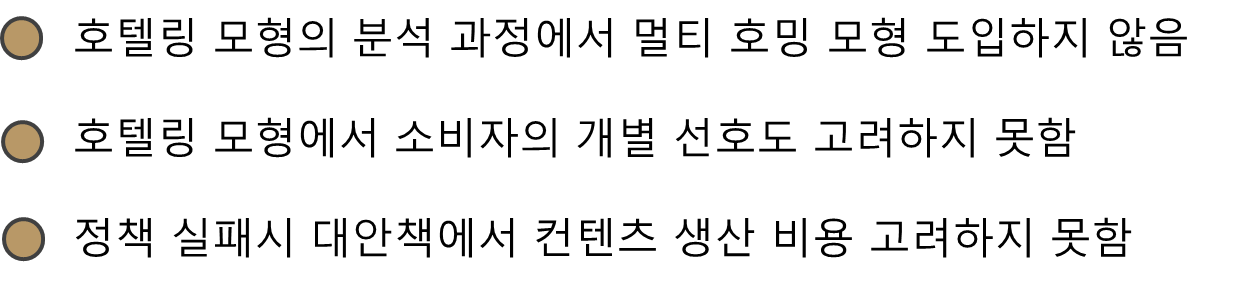 호텔링 모형의 분석 과정에서 멀티 호밍 모형 도입하지 않음
호텔링 모형에서 소비자의 개별 선호도 고려하지 못함
정책 실패시 대안책에서 컨텐츠 생산 비용 고려하지 못함